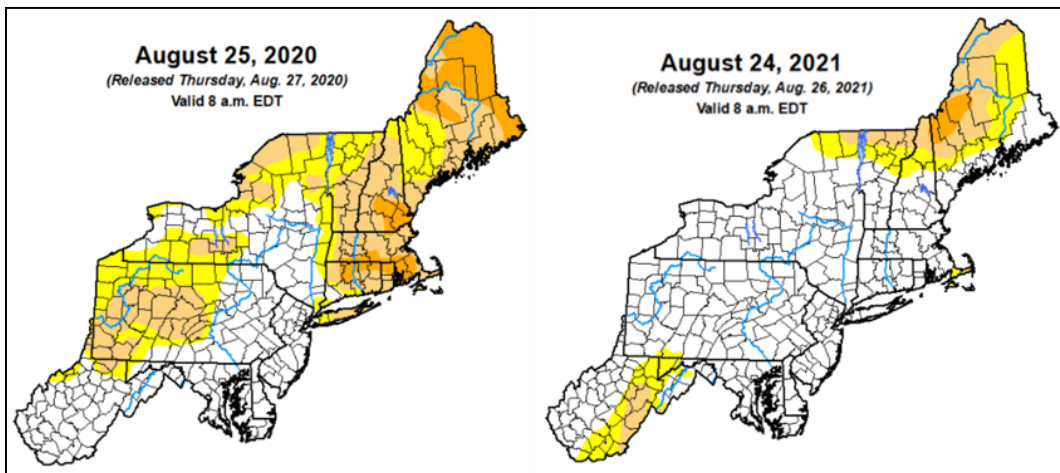 August 25, 2020
(Released Thursday, Aug. 27, 2020)
Valid 8 a.m. EDT
August 24, 2021
(Released Thursday, Aug. 26, 2021)
Valid 8 a.m. EDT